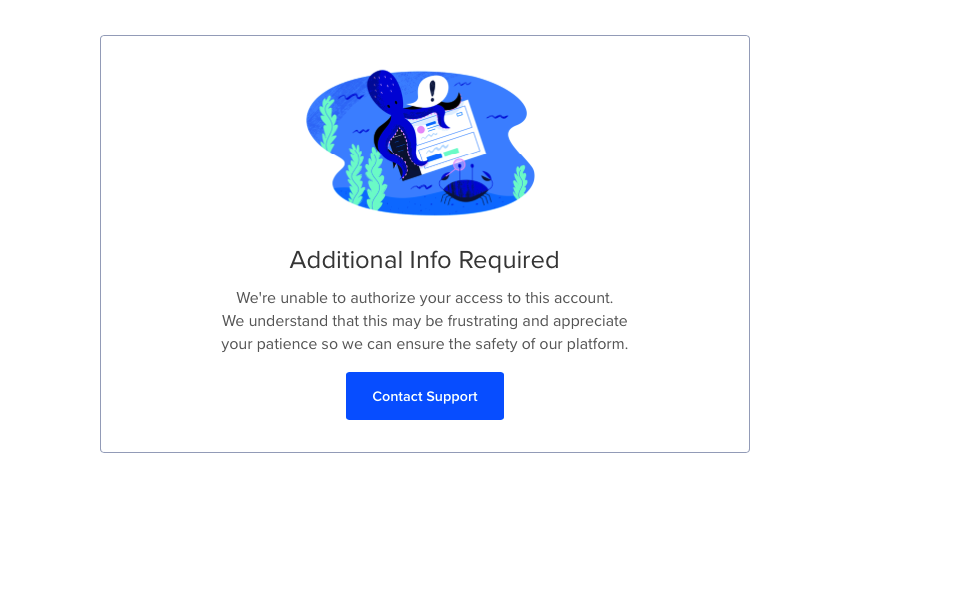 Additional Info Required
We're unable to authorize your access to this account.
We understand that this may be frustrating and appreciate
your patience so we can ensure the safety of our platform.
Contact Support